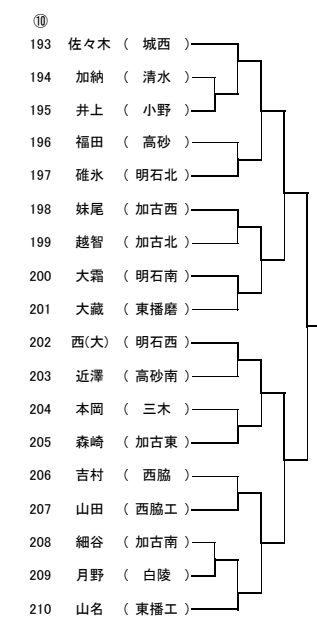 ⑩
193 佐々木 ( 城西 )
194 加納 ( 清水 )
195 井上 ( 小野 )
196 福田 ( 高砂 )
197 碓氷 ( 明石北 )
198 妹尾 ( 加古西 )
199 越智 ( 加古北 )
200 大霜 ( 明石南 )
201 大藏 ( 東播磨 )
202 西(大) ( 明石西 )
203 近澤 ( 高砂南 )
204 本岡 ( 三木 )
205 森崎 ( 加古東 )
206 吉村 ( 西脇 )
207 山田 ( 西脇工 )
208 細谷 ( 加古南 )
209 月野 ( 白陵 )
210 山名 ( 東播工 )